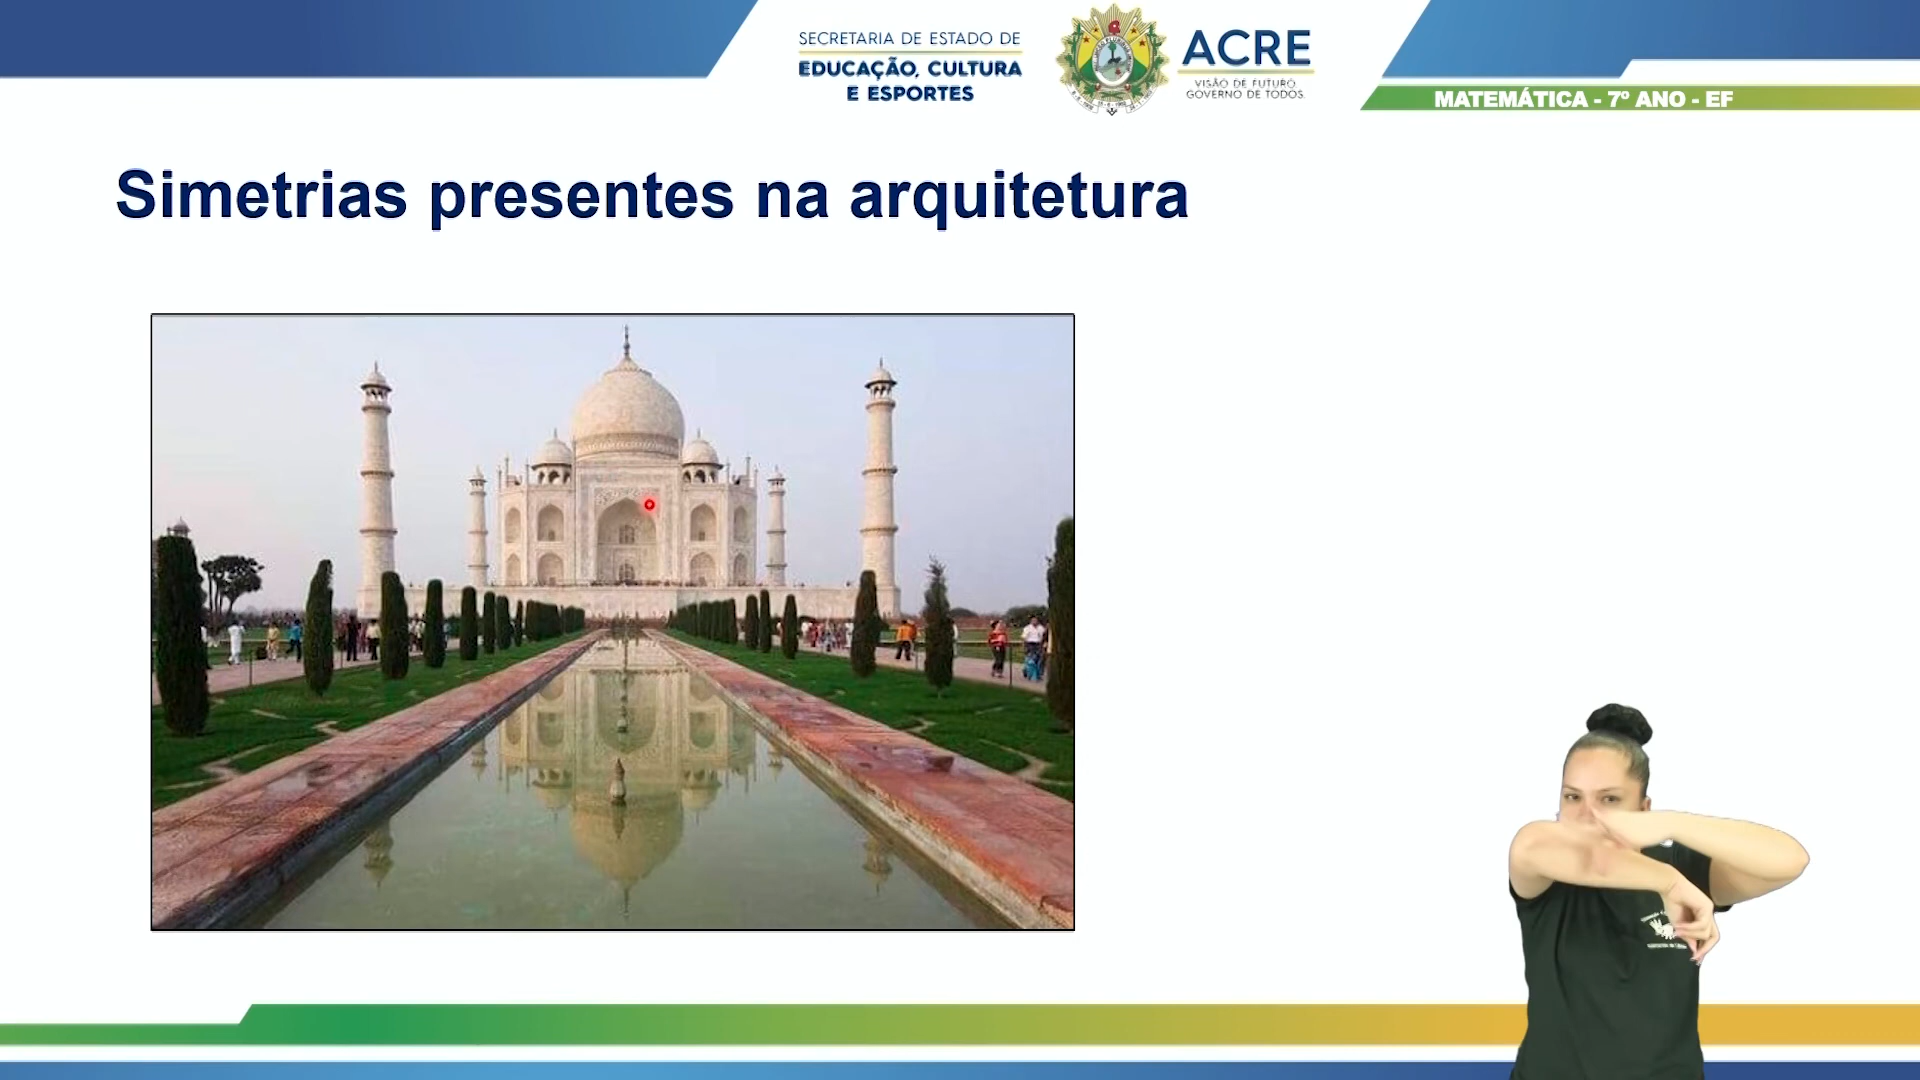 SECRETARIA DE ESTADO DE
EDUCAÇÃO, CULTURA
E ESPORTES
ACRE
VISÃO DE FUTURO.
GOVERNO DE TODOS.
MATEMÁTICA - 7º ANO - EF
Simetrias presentes na arquitetura